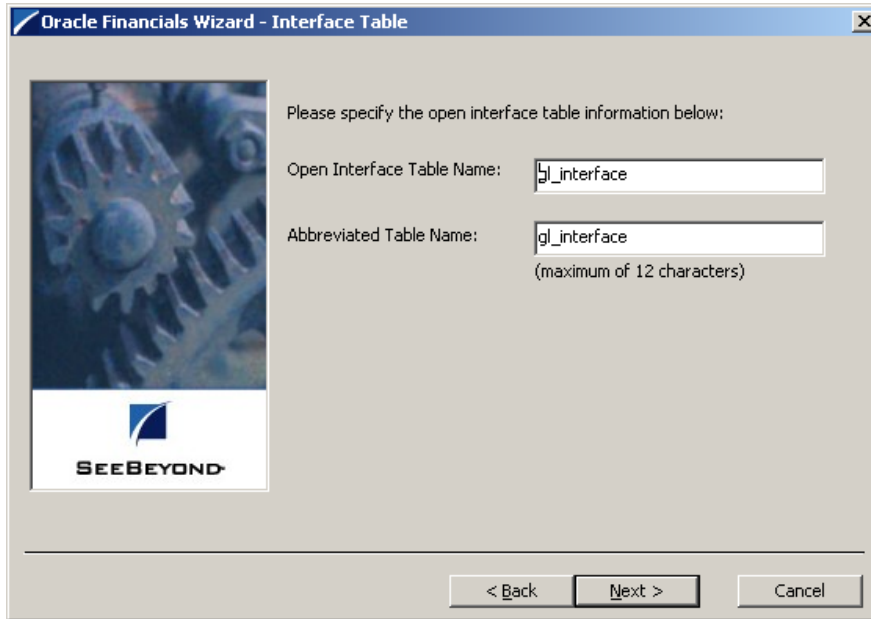 Oracle Financials Wizard - Interface Table
Please specify the open interface table information below:
Open Interface Table Name:
gl_interface
Abbreviated Table Name:
gl_interface
(maximum of 12 characters)
SEEBEYOND
< Back
Next >
Cancel